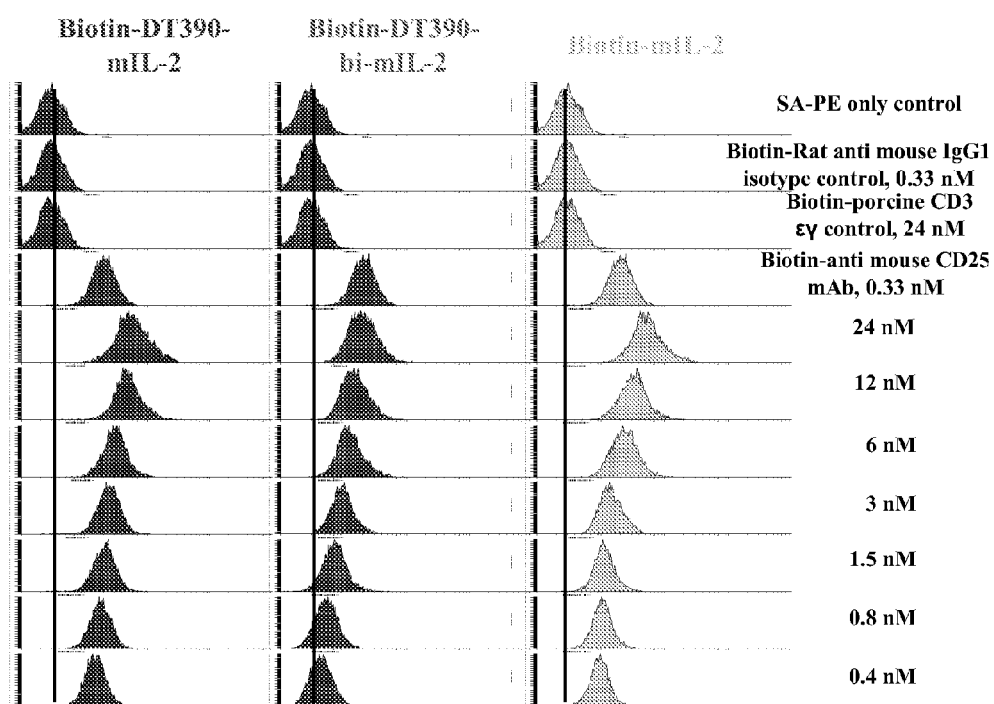 Biotin-DT390-
mIL-2
Biotin-DT390-
bi-mIL-2
Biotin-mIL-2
SA-PE only control
Biotin-Rat anti mouse IgG1
isotype control, 0.33 nM
Biotin-porcine CD3
εγ control, 24 nM
Biotin-anti mouse CD25
mAb, 0.33 nM
24 nM
12 nM
6 nM
3 nM
1.5 nM
0.8 nM
0.4 nM